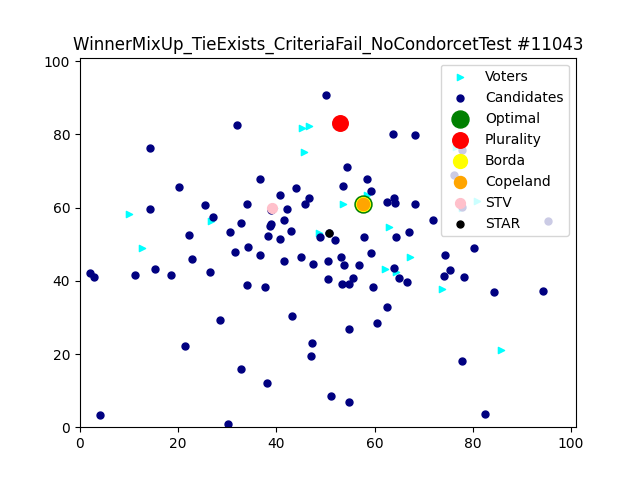 WinnerMixUp_TieExists_CriteriaFail_NoCondorcetTest #11043
100
80
60
40
20
0
0 20 40 60 80 100
Voters
Candidates
Optimal
Plurality
Borda
Copeland
STV
STAR